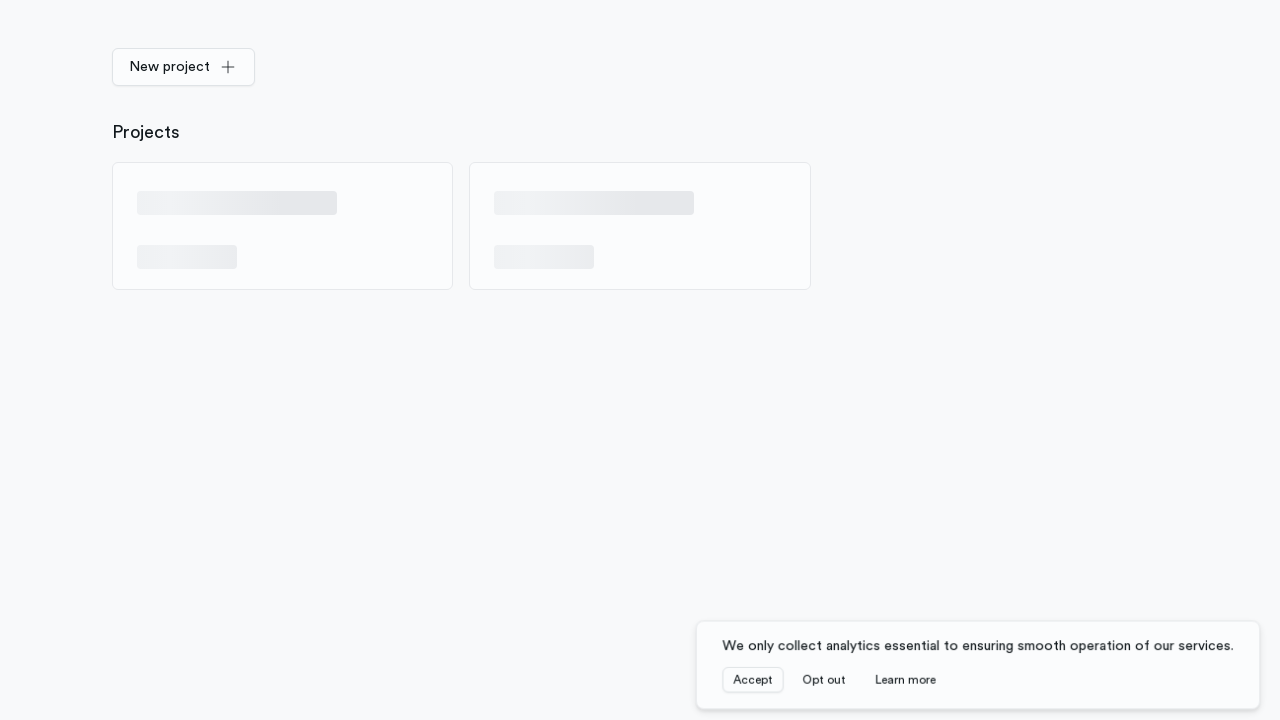 New project
Projects
We only collect analytics essential to ensuring smooth operation of our services.
Accept
Opt out
Learn more